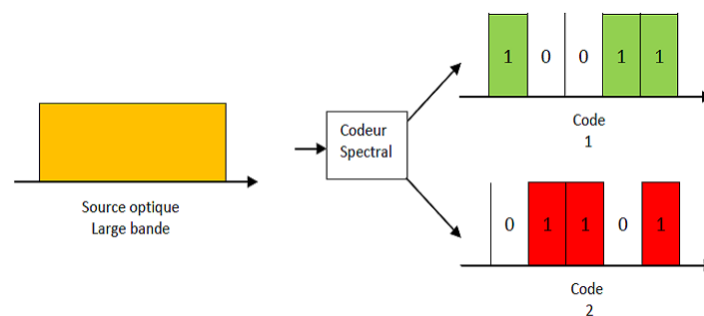 1 0 0 1 1
Code
1
Codeur
Spectral
Source optique
Large bande
0 1 1 0 1
Code
2